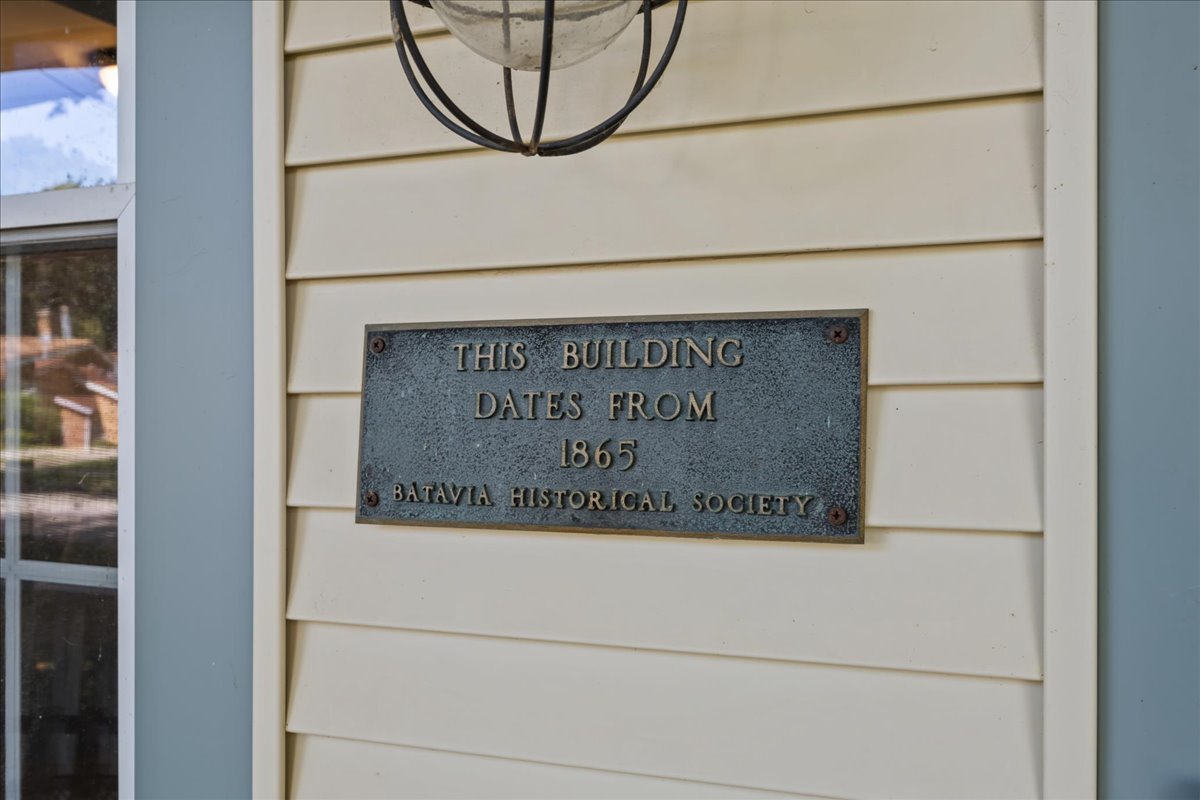 THIS BUILDING
DATES FROM
1865
BATAVIA HISTORICAL SOCIETY